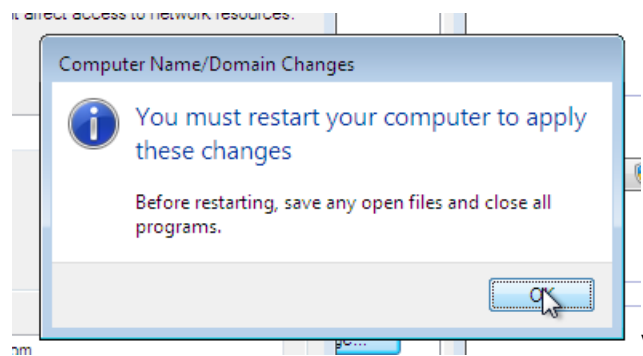 affect access to network resources.
Computer Name/Domain Changes
You must restart your computer to apply
these changes
Before restarting, save any open files and close all
programs.
OK